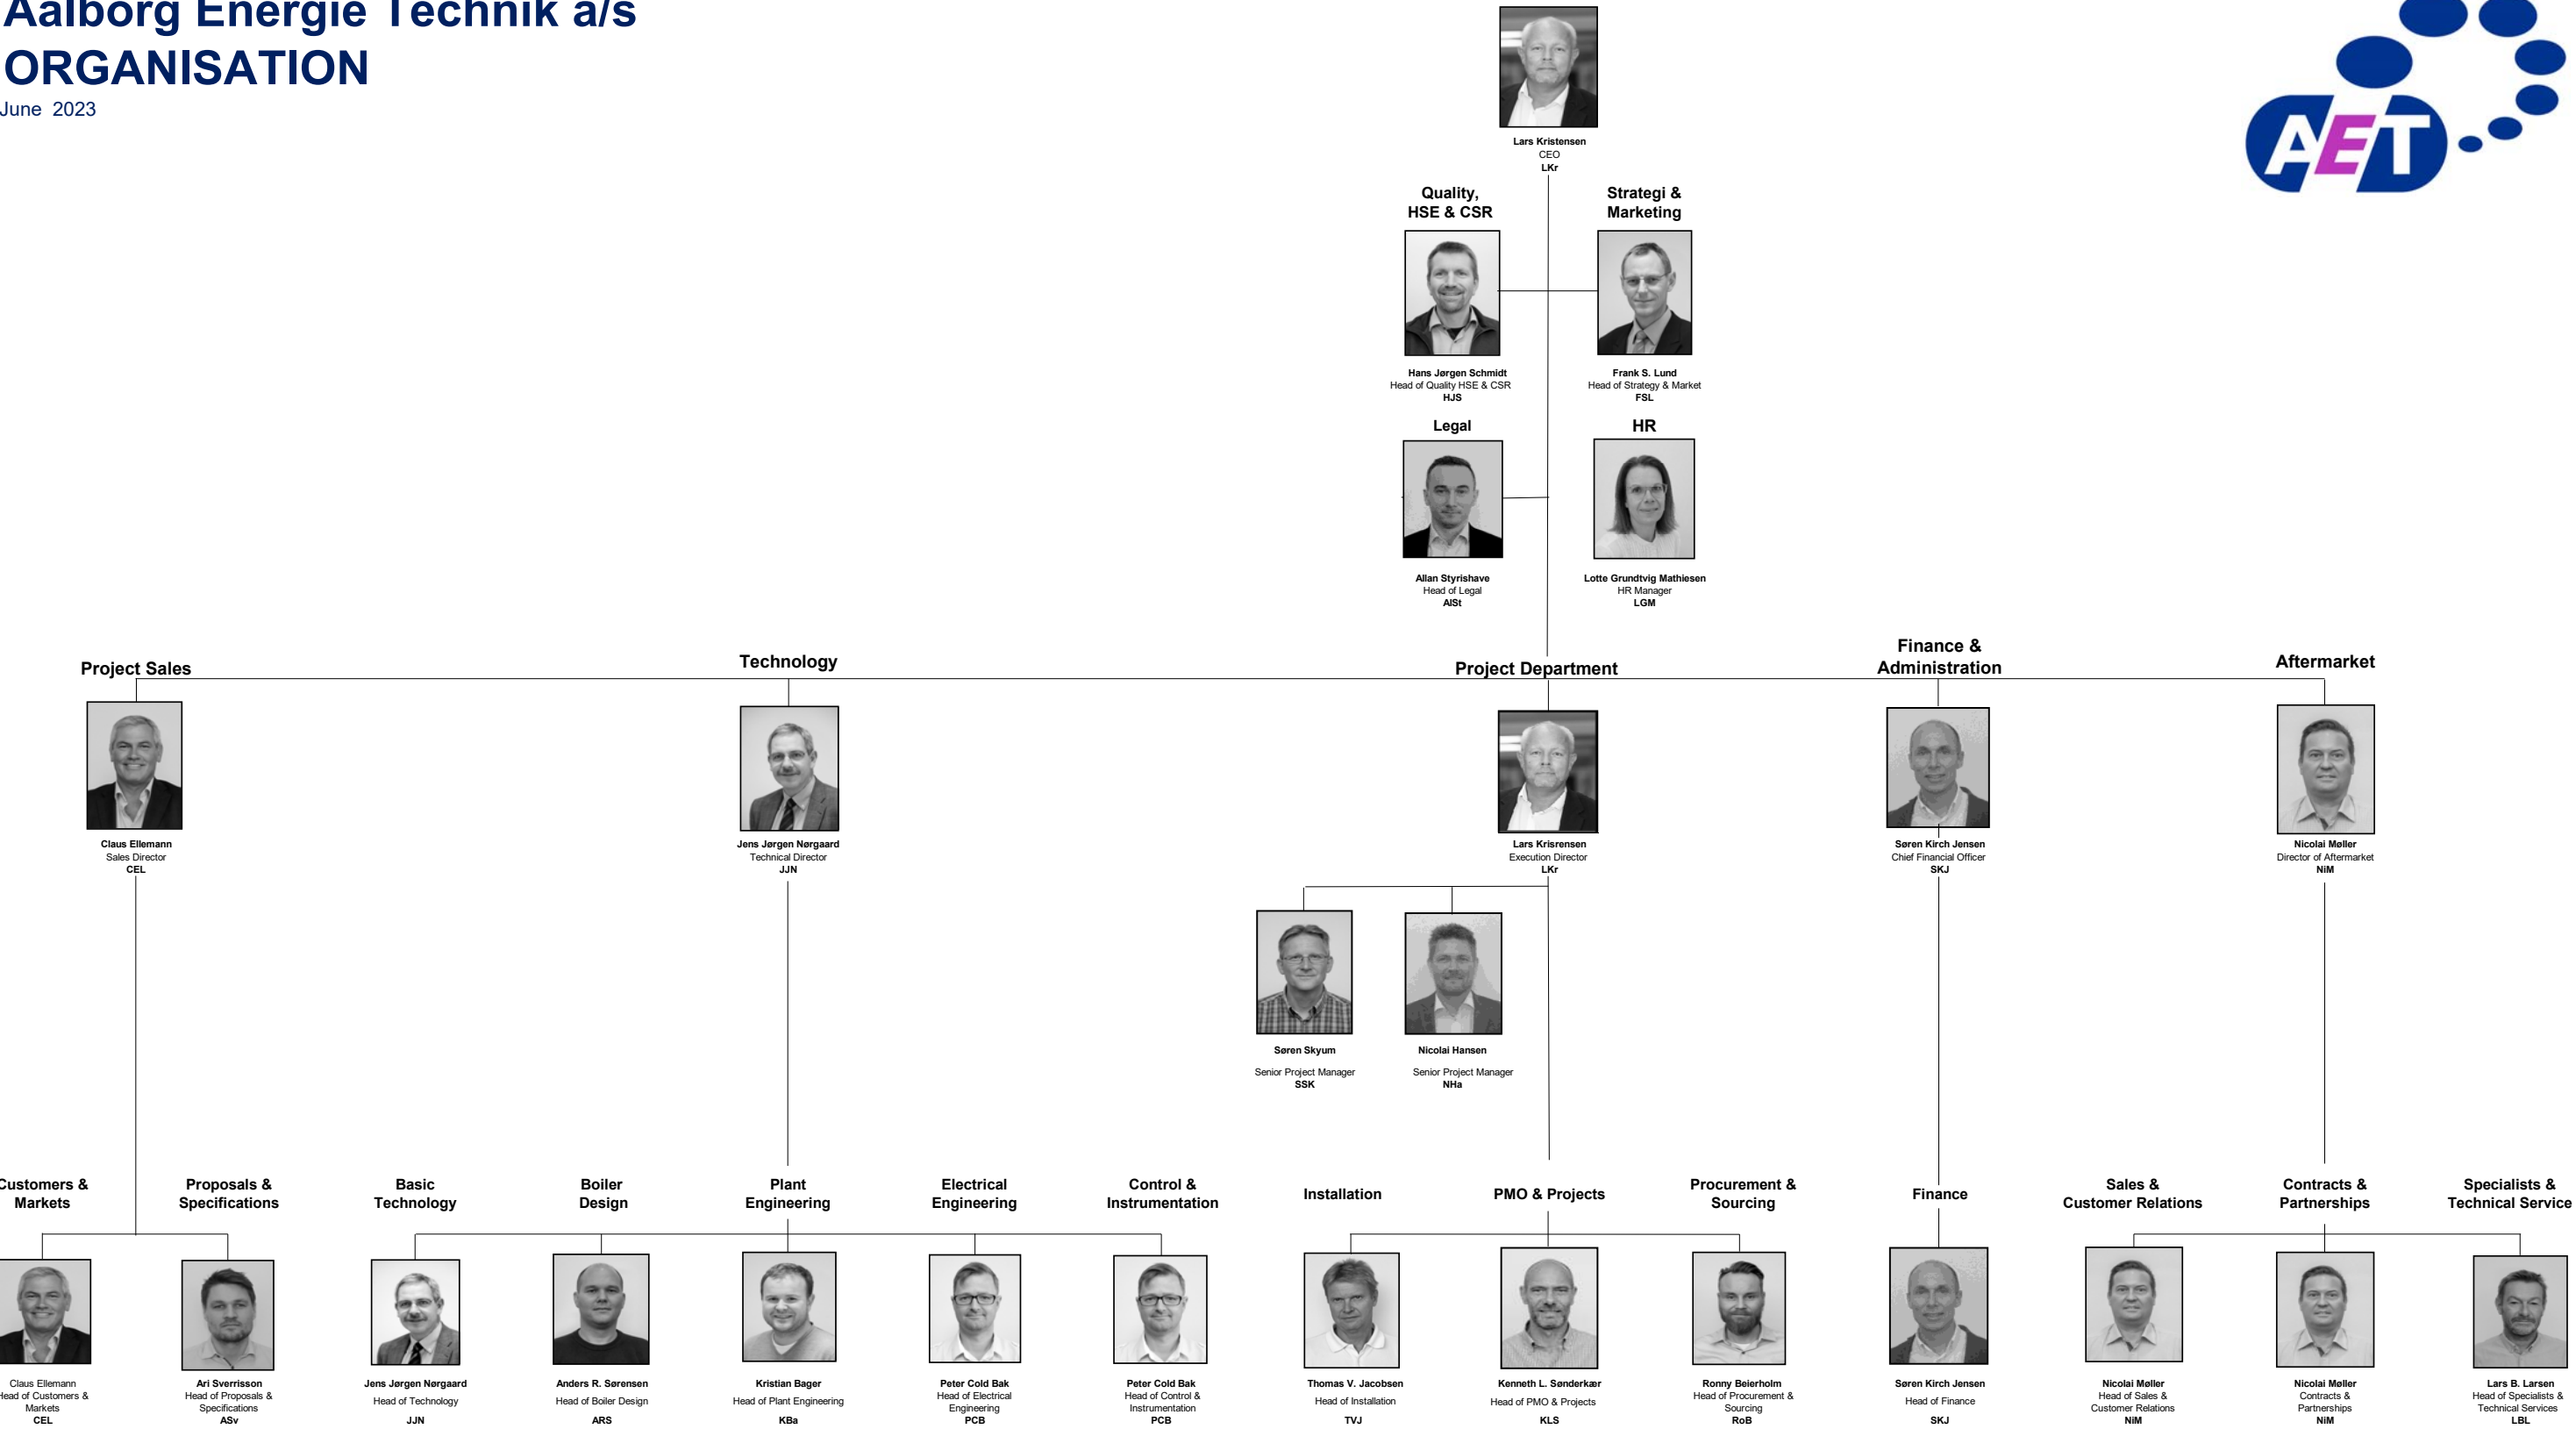 Aalborg Energie Technik a/s
ORGANISATION
June 2023
AET
Lars Kristensen
CEO
LKr
Quality,
HSE & CSR
Strategi &
Marketing
Hans Jørgen Schmidt
Head of Quality HSE & CSR
HJS
Frank S. Lund
Head of Strategy & Market
FSL
Legal
HR
Allan Styrishave
Head of Legal
AlSt
Lotte Grundtvig Mathiesen
HR Manager
LGM
Project Sales
Technology
Project Department
Finance &
Administration
Aftermarket
Claus Ellemann
Sales Director
CEL
Jens Jørgen Nørgaard
Technical Director
JJN
Lars Krisrensen
Execution Director
LKr
Søren Kirch Jensen
Chief Financial Officer
SKJ
Nicolai Møller
Director of Aftermarket
NiM
Søren Skyum
Senior Project Manager
SSK
Nicolai Hansen
Senior Project Manager
NHa
Customers &
Markets
Proposals &
Specifications
Basic
Technology
Boiler
Design
Plant
Engineering
Electrical
Engineering
Control &
Instrumentation
Installation
PMO & Projects
Procurement &
Sourcing
Finance
Sales &
Customer Relations
Contracts &
Partnerships
Specialists &
Technical Service
Claus Ellemann
Head of Customers &
Markets
CEL
Ari Sverrisson
Head of Proposals &
Specifications
ASv
Jens Jørgen Nørgaard
Head of Technology
JJN
Anders R. Sørensen
Head of Boiler Design
ARS
Kristian Bager
Head of Plant Engineering
KBa
Peter Cold Bak
Head of Electrical
Engineering
PCB
Peter Cold Bak
Head of Control &
Instrumentation
PCB
Thomas V. Jacobsen
Head of Installation
TVJ
Kenneth L. Sønderkær
Head of PMO & Projects
KLS
Ronny Beierholm
Head of Procurement &
Sourcing
RoB
Søren Kirch Jensen
Head of Finance
SKJ
Nicolai Møller
Head of Sales &
Customer Relations
NiM
Nicolai Møller
Contracts &
Partnerships
NiM
Lars B. Larsen
Head of Specialists &
Technical Services
LBL